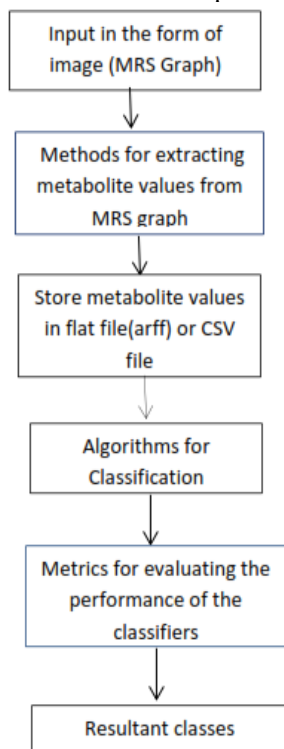 Input in the form of
image (MRS Graph)
Methods for extracting
metabolite values from
MRS graph
Store metabolite values
in flat file(arff) or CSV
file
Algorithms for
Classification
Metrics for evaluating the
performance of the
classifiers
Resultant classes